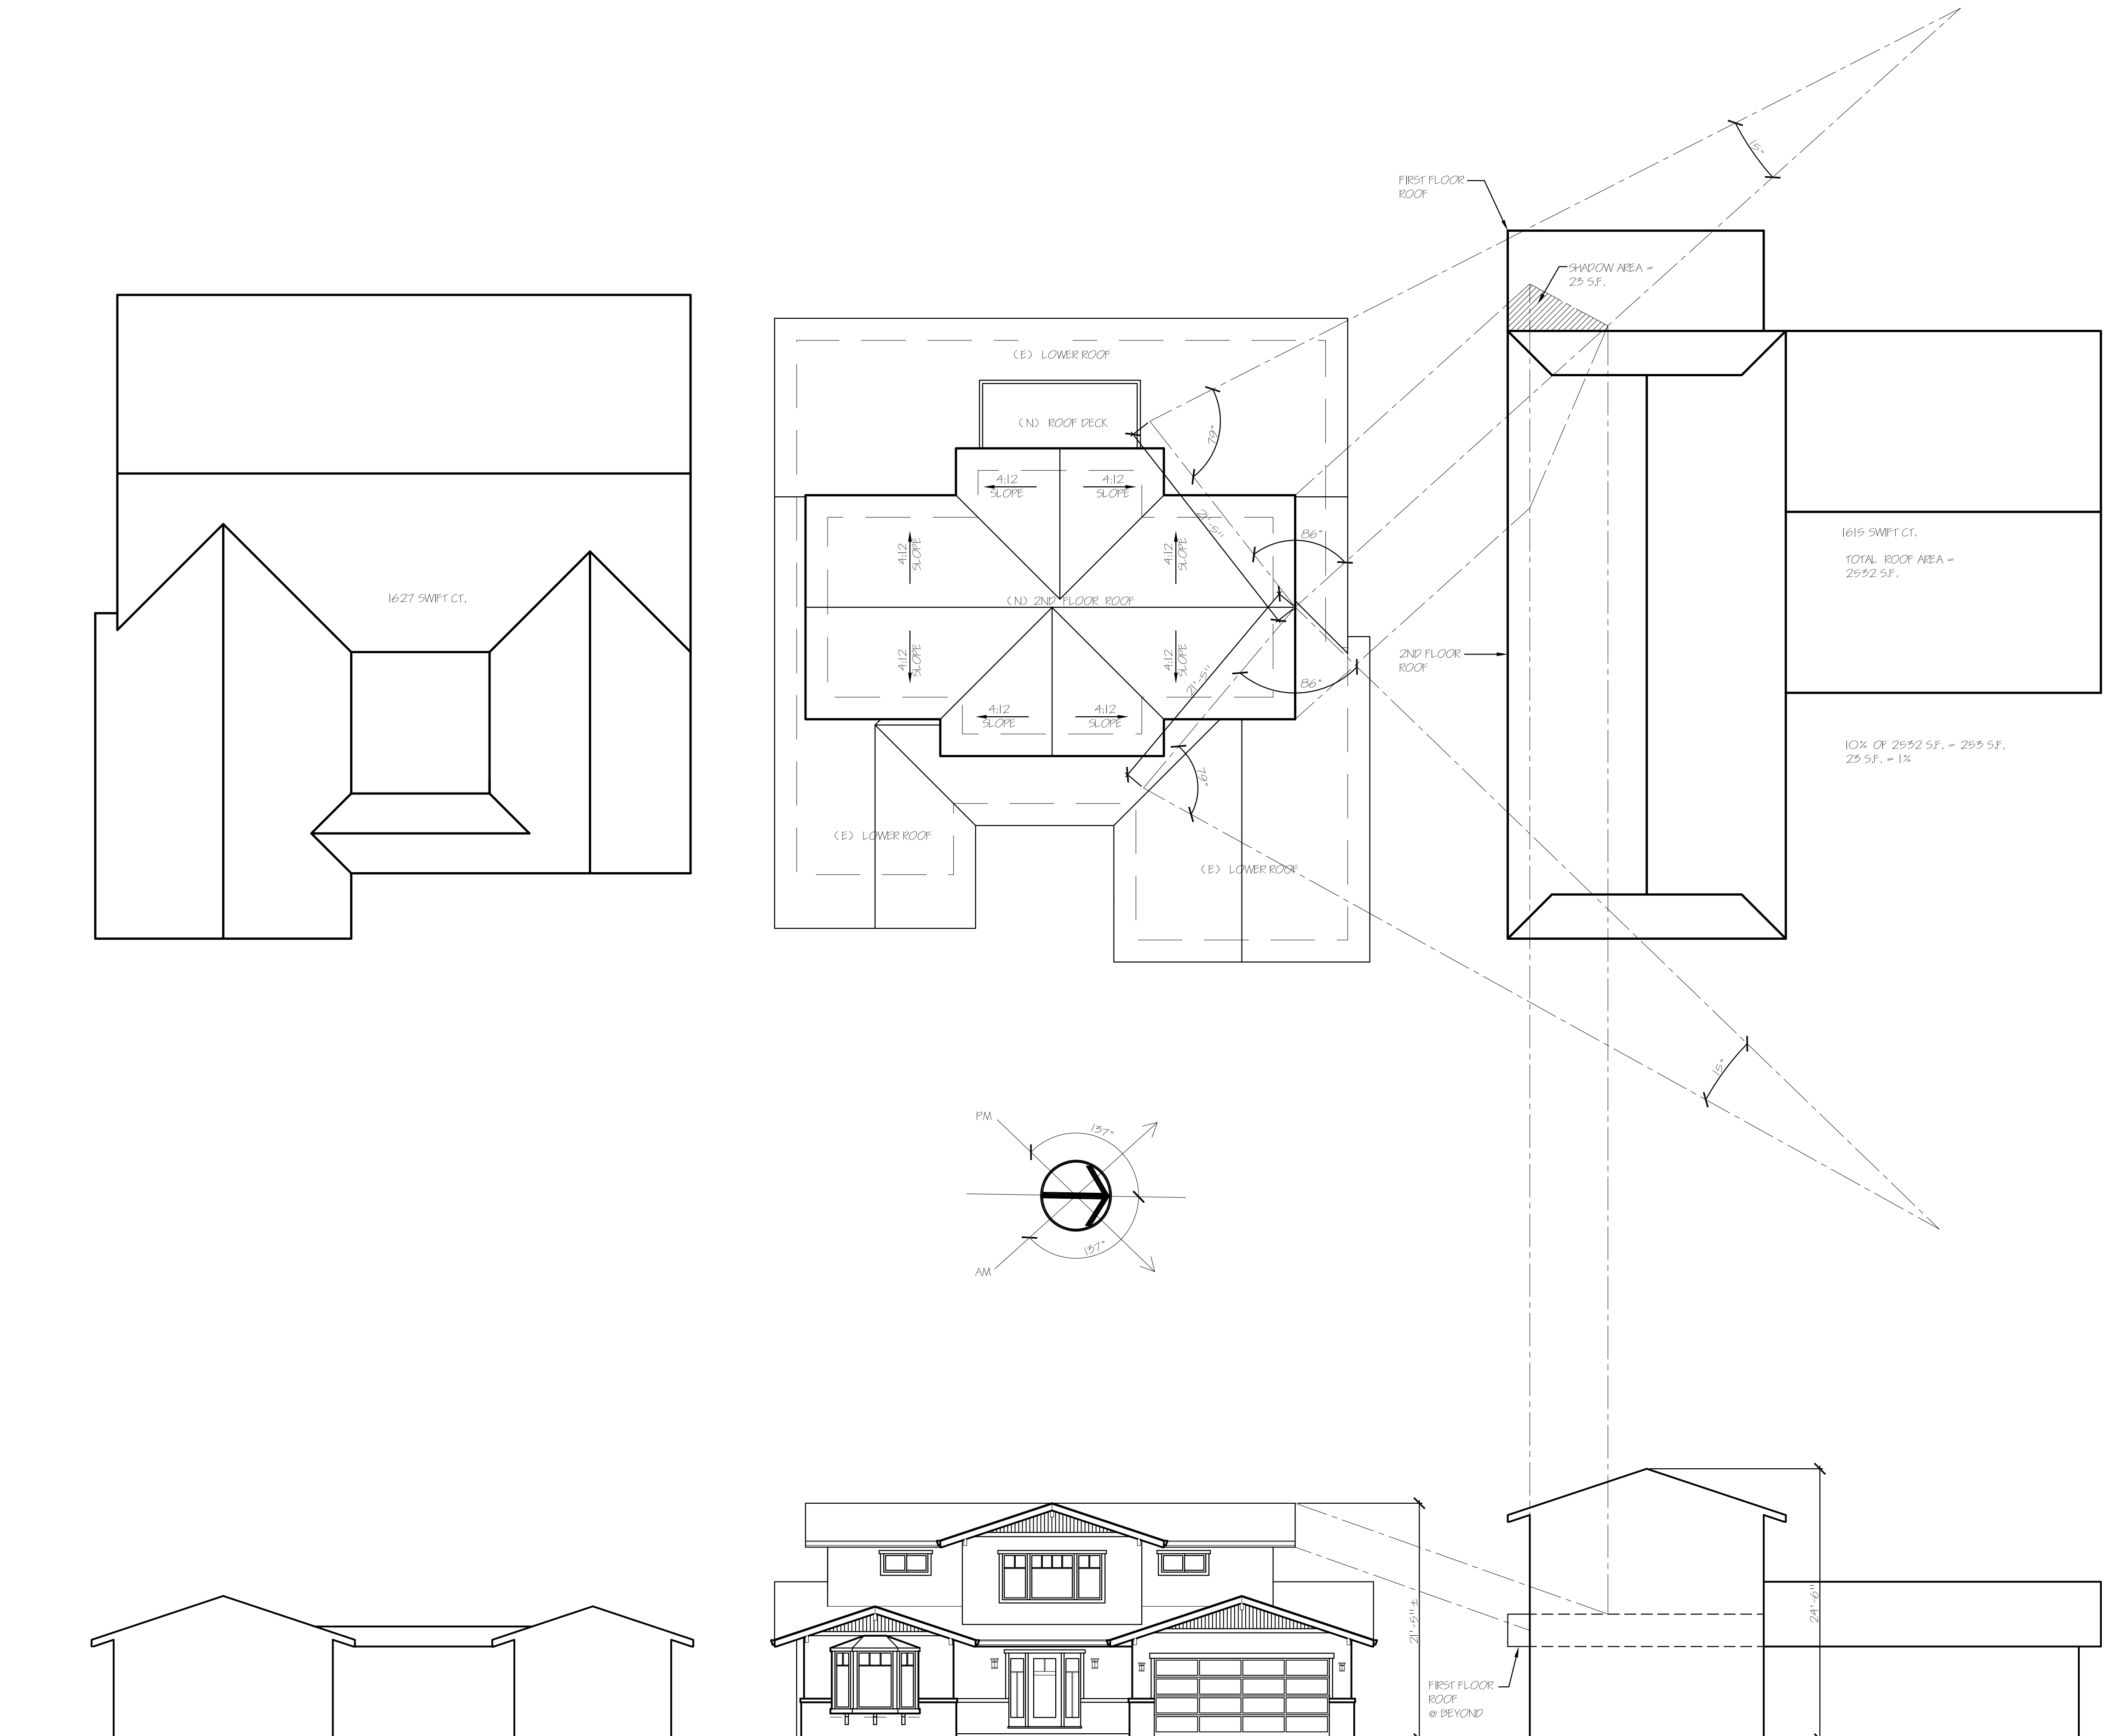 15°
FIRST FLOOR
ROOF
SHADOW AREA =
23 S.F.
(E) LOWER ROOF
(N) ROOF DECK
79°
4:12
SLOPE
4:12
SLOPE
21'-5"
86°
4:12
SLOPE
4:12
SLOPE
1615 SWIFT CT.
TOTAL ROOF AREA =
2532 S.F.
1627 SWIFT CT.
(N) 2ND FLOOR ROOF
4:12
SLOPE
4:12
SLOPE
2ND FLOOR
ROOF
21'-5"
86°
4:12
SLOPE
4:12
SLOPE
10% OF 2532 S.F. = 253 S.F.
23 S.F. = 1%
79°
(E) LOWER ROOF
(E) LOWER ROOF
15°
PM
137°
137°
AM
21'-5"±
24'-6"
FIRST FLOOR
ROOF
@ BEYOND